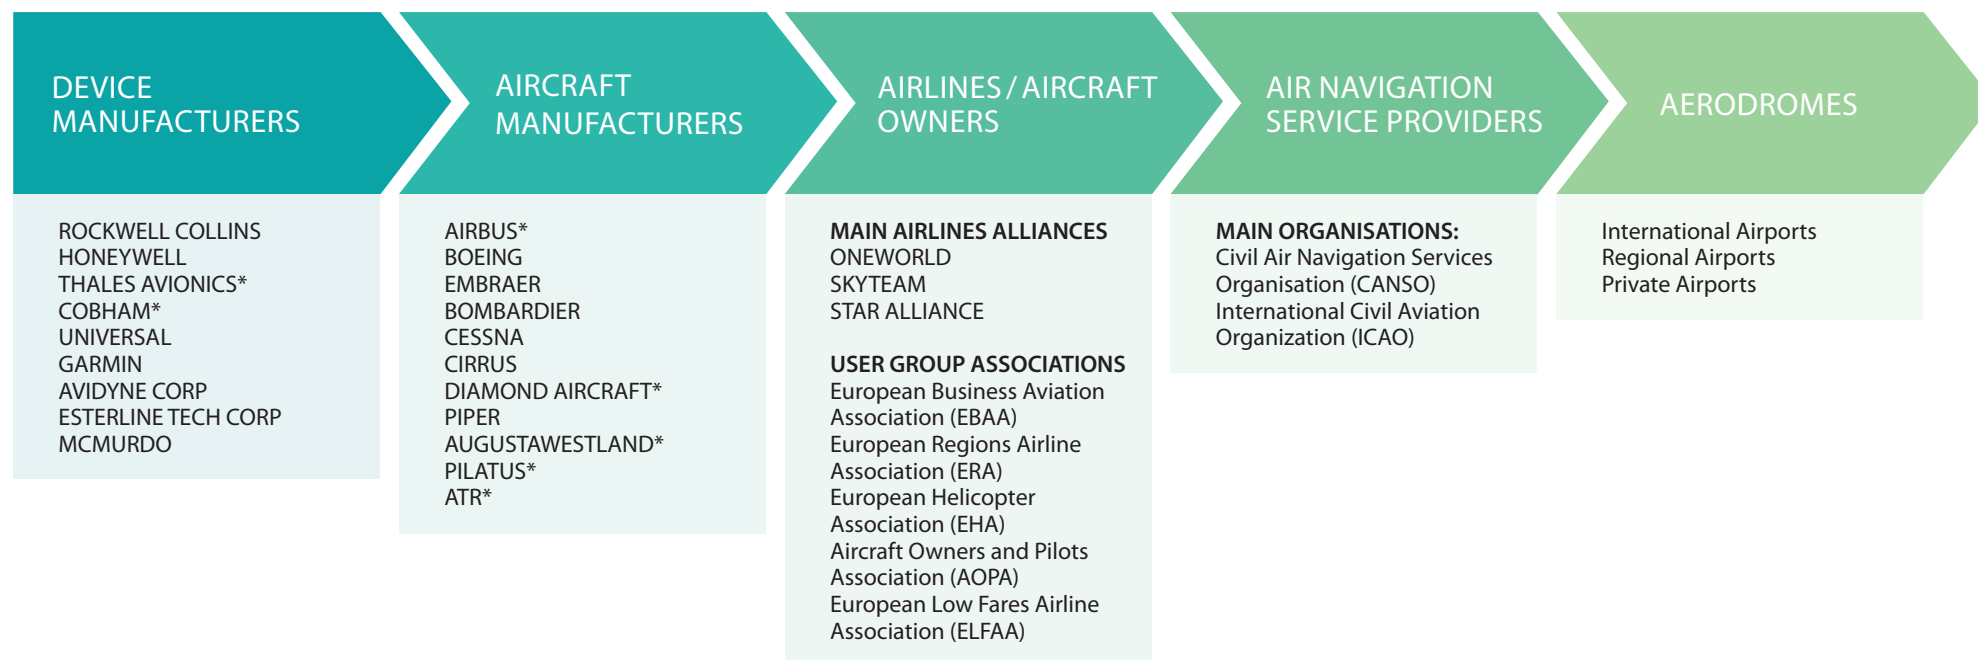 DEVICE
MANUFACTURERS
ROCKWELL COLLINS
HONEYWELL
THALES AVIONICS*
COBHAM*
UNIVERSAL
GARMIN
AVIDYNE CORP
ESTERLINE TECH CORP
MCMURDO
AIRCRAFT
MANUFACTURERS
AIRBUS*
BOEING
EMBRAER
BOMBARDIER
CESSNA
CIRRUS
DIAMOND AIRCRAFT*
PIPER
AUGUSTAWESTLAND*
PILATUS*
ATR*
AIRLINES / AIRCRAFT
OWNERS
MAIN AIRLINES ALLIANCES
ONEWORLD
SKYTEAM
STAR ALLIANCE
USER GROUP ASSOCIATIONS
European Business Aviation
Association (EBAA)
European Regions Airline
Association (ERA)
European Helicopter
Association (EHA)
Aircraft Owners and Pilots
Association (AOPA)
European Low Fares Airline
Association (ELFAA)
AIR NAVIGATION
SERVICE PROVIDERS
MAIN ORGANISATIONS:
Civil Air Navigation Services
Organisation (CANSO)
International Civil Aviation
Organization (ICAO)
AERODROMES
International Airports
Regional Airports
Private Airports